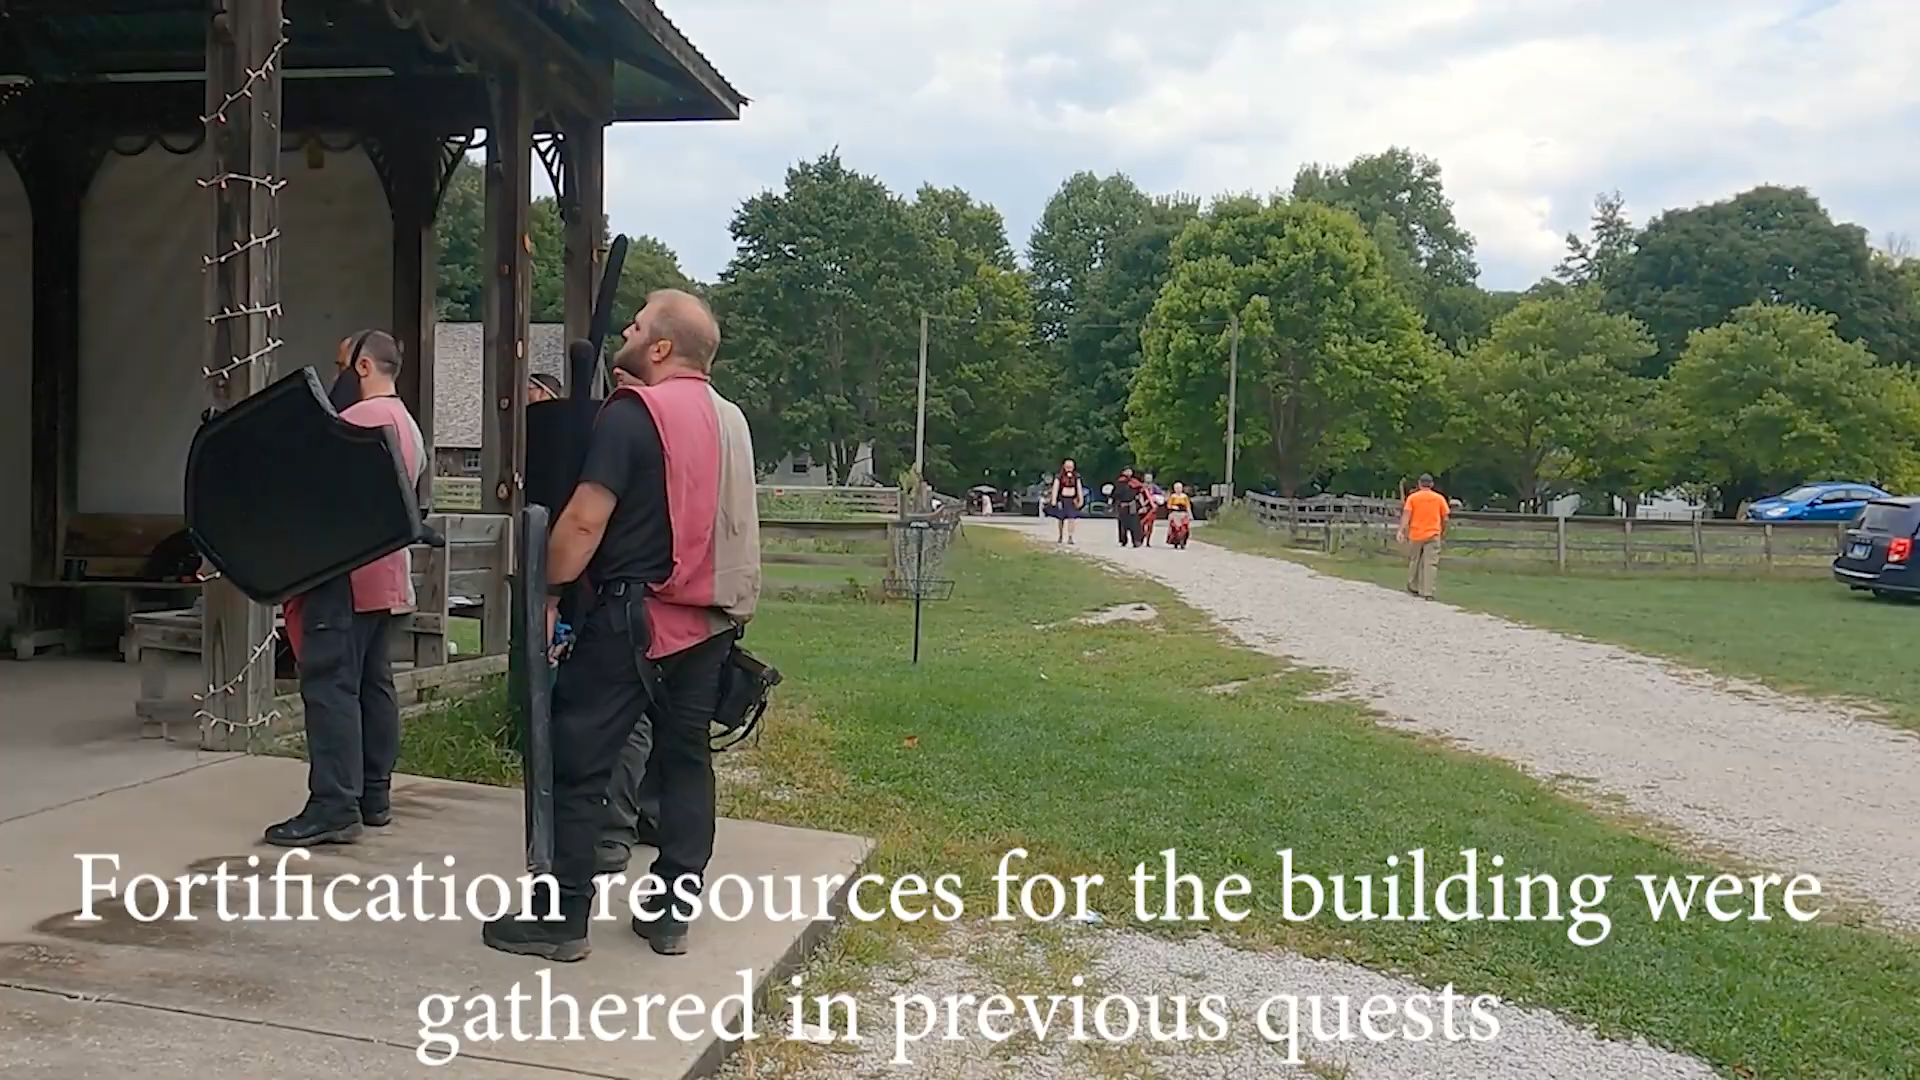 Fortification resources for the building were
gathered in previous quests